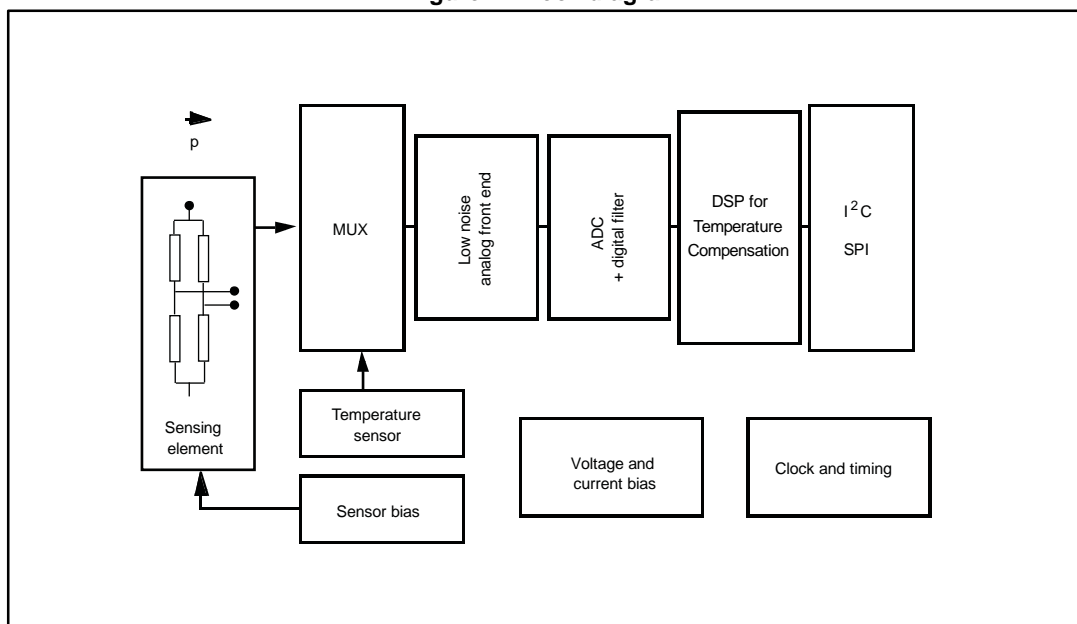 p
MUX
Low noise
analog front end
ADC
+ digital filter
DSP for
Temperature
Compensation
I²C
SPI
Sensing
element
Temperature
sensor
Sensor bias
Voltage and
current bias
Clock and timing